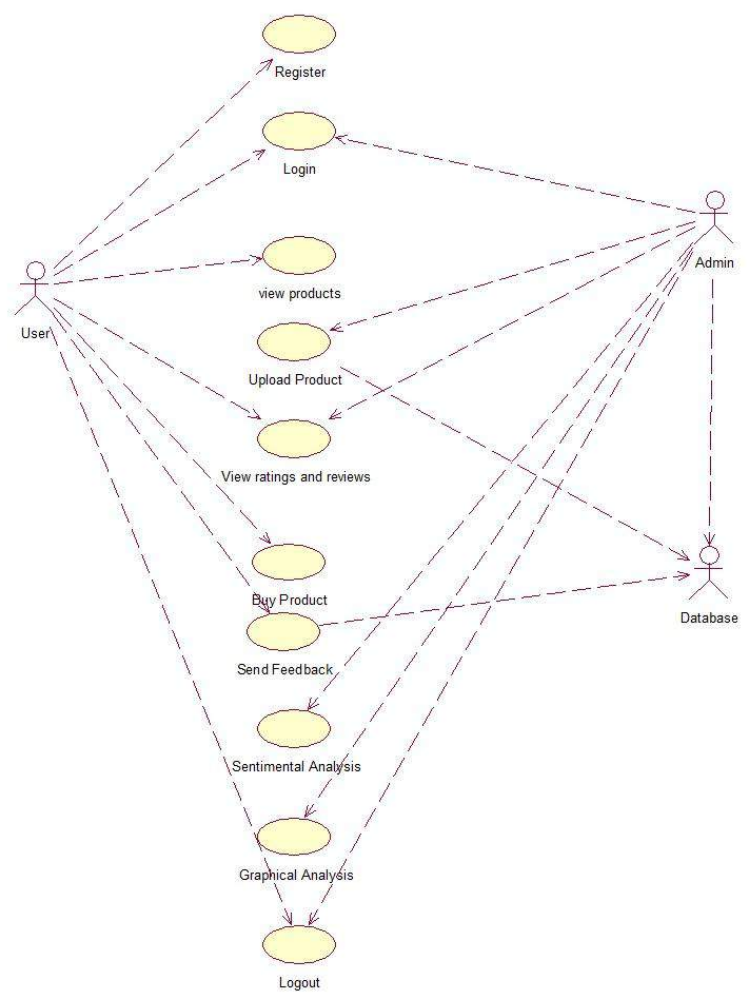 Register
Login
Admin
view products
User
Upload Product
View ratings and reviews
Buy Product
Database
Send Feedback
Sentimental Analysis
Graphical Analysis
Logout